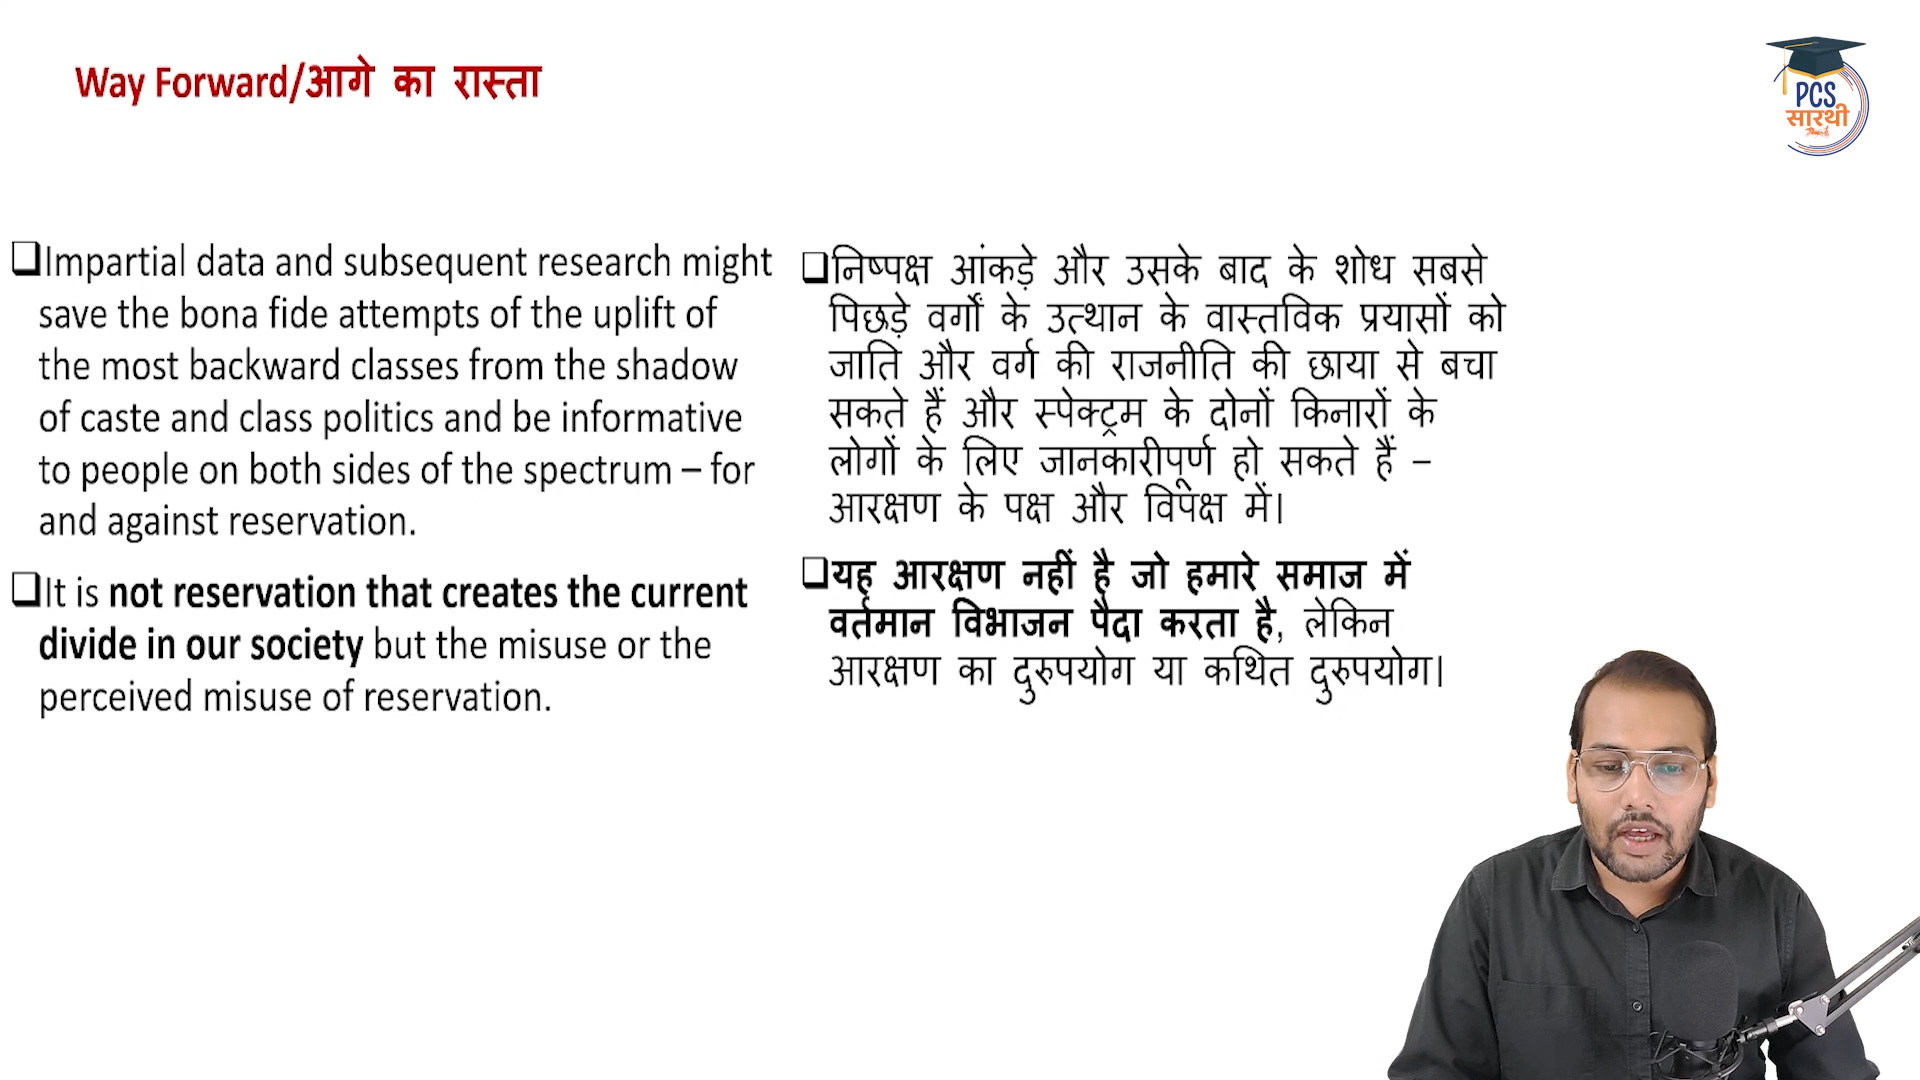 Way Forward/आगे का रास्ता
PCS
सारथी
❑Impartial data and subsequent research might
save the bona fide attempts of the uplift of
the most backward classes from the shadow
of caste and class politics and be informative
to people on both sides of the spectrum – for
and against reservation.
❑It is not reservation that creates the current
divide in our society but the misuse or the
perceived misuse of reservation.
❑निष्पक्ष आंकड़े और उसके बाद के शोध सबसे
पिछड़े वर्गों के उत्थान के वास्तविक प्रयासों को
जाति और वर्ग की राजनीति की छाया से बचा
सकते हैं और स्पेक्ट्रम के दोनों किनारों के
लोगों के लिए जानकारीपूर्ण हो सकते हैं –
आरक्षण के पक्ष और विपक्ष में।
❑यह आरक्षण नहीं है जो हमारे समाज में
वर्तमान विभाजन पैदा करता है, लेकिन
आरक्षण का दुरुपयोग या कथित दुरुपयोग।